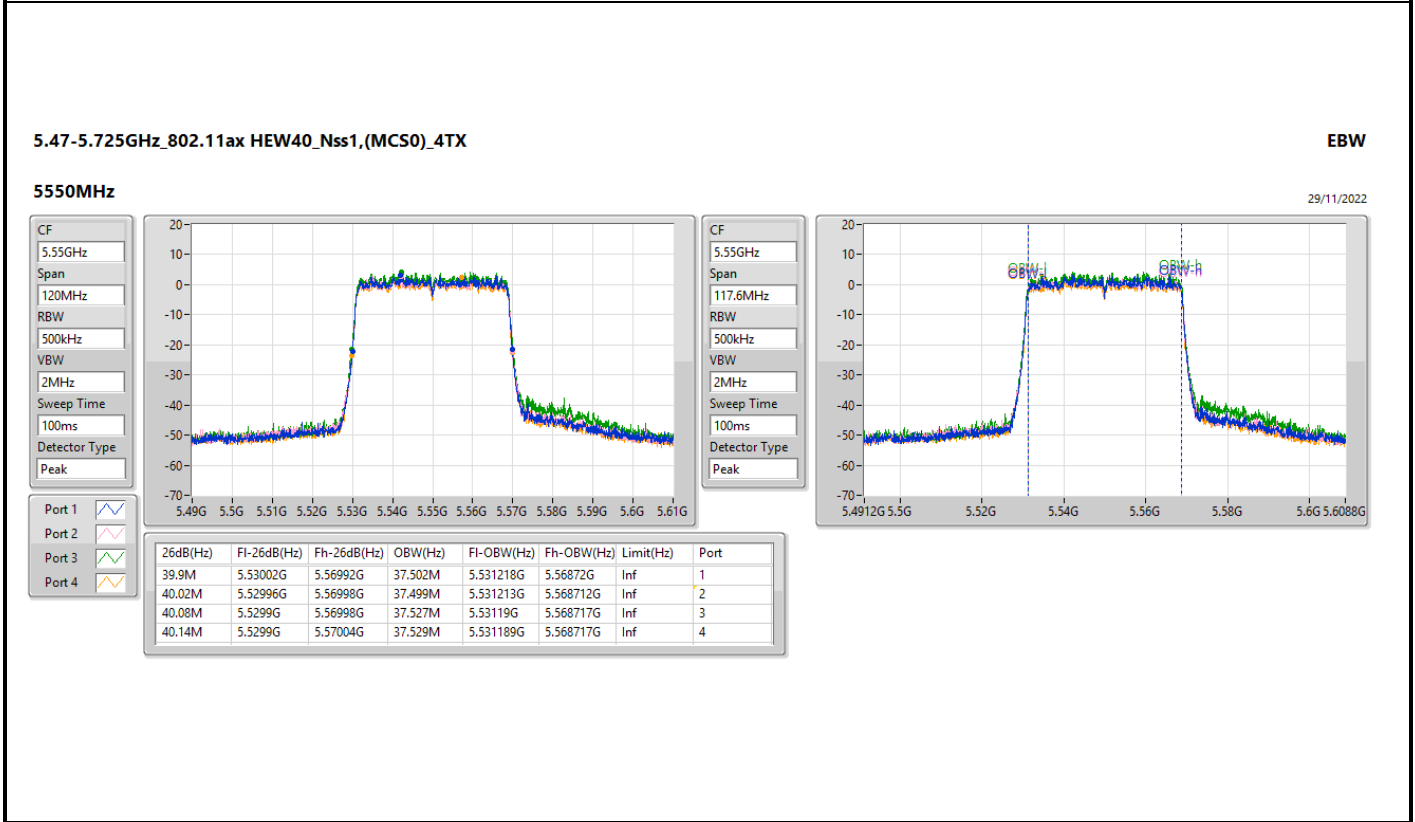 5.47-5.725GHz_802.11ax HEW40_Nss1,(MCS0)_4TX EBW
5550MHz 29/11/2022
CF
5.55GHz
Span
120MHz
RBW
500kHz
VBW
2MHz
Sweep Time
100ms
Detector Type
Peak
20
10
0
-10
-20
-30
-40
-50
-60
-70
5.49G 5.5G 5.51G 5.52G 5.53G 5.54G 5.55G 5.56G 5.57G 5.58G 5.59G 5.6G 5.61G
CF
5.55GHz
Span
117.6MHz
RBW
500kHz
VBW
2MHz
Sweep Time
100ms
Detector Type
Peak
20
10
0
-10
-20
-30
-40
-50
-60
-70
OBW-l OBW-h
5.4912G 5.5G 5.52G 5.54G 5.56G 5.58G 5.6G 5.6088G
Port 1
Port 2
Port 3
Port 4
26dB(Hz) Fl-26dB(Hz) Fh-26dB(Hz) OBW(Hz) Fl-OBW(Hz) Fh-OBW(Hz) Limit(Hz) Port
39.9M 5.53002G 5.56992G 37.502M 5.531218G 5.56872G Inf 1
40.02M 5.52996G 5.56998G 37.499M 5.531213G 5.568712G Inf 2
40.08M 5.5299G 5.56998G 37.527M 5.53119G 5.568717G Inf 3
40.14M 5.5299G 5.57004G 37.529M 5.531189G 5.568717G Inf 4